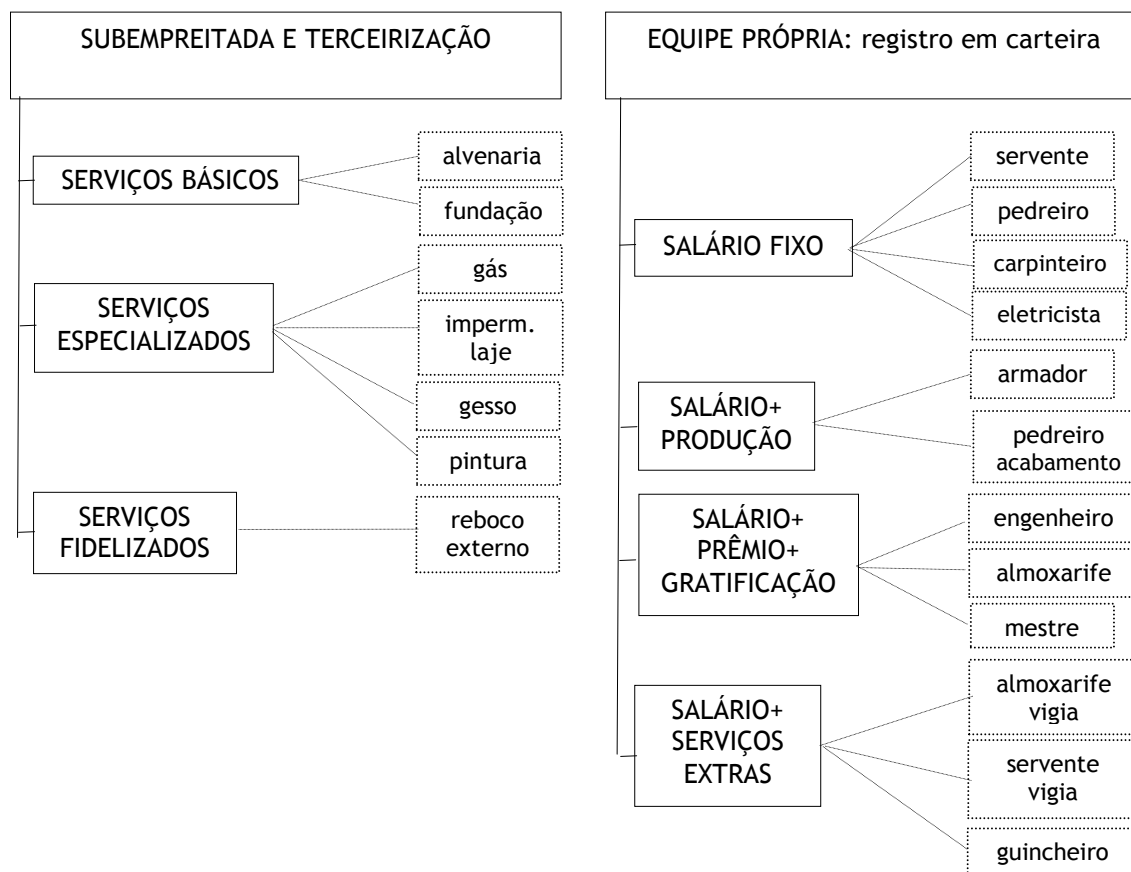 SUBEMPREITADA E TERCEIRIZAÇÃO
SERVIÇOS BÁSICOS
alvenaria
fundação
SERVIÇOS
ESPECIALIZADOS
gás
imperm.
laje
gesso
pintura
SERVIÇOS
FIDELIZADOS
reboco
externo
EQUIPE PRÓPRIA: registro em carteira
SALÁRIO FIXO
servente
pedreiro
carpinteiro
eletricista
SALÁRIO+
PRODUÇÃO
armador
pedreiro
acabamento
SALÁRIO+
PRÊMIO+
GRATIFICAÇÃO
engenheiro
almoxarife
mestre
SALÁRIO+
SERVIÇOS
EXTRAS
almoxarife
vigia
servente
vigia
guincheiro